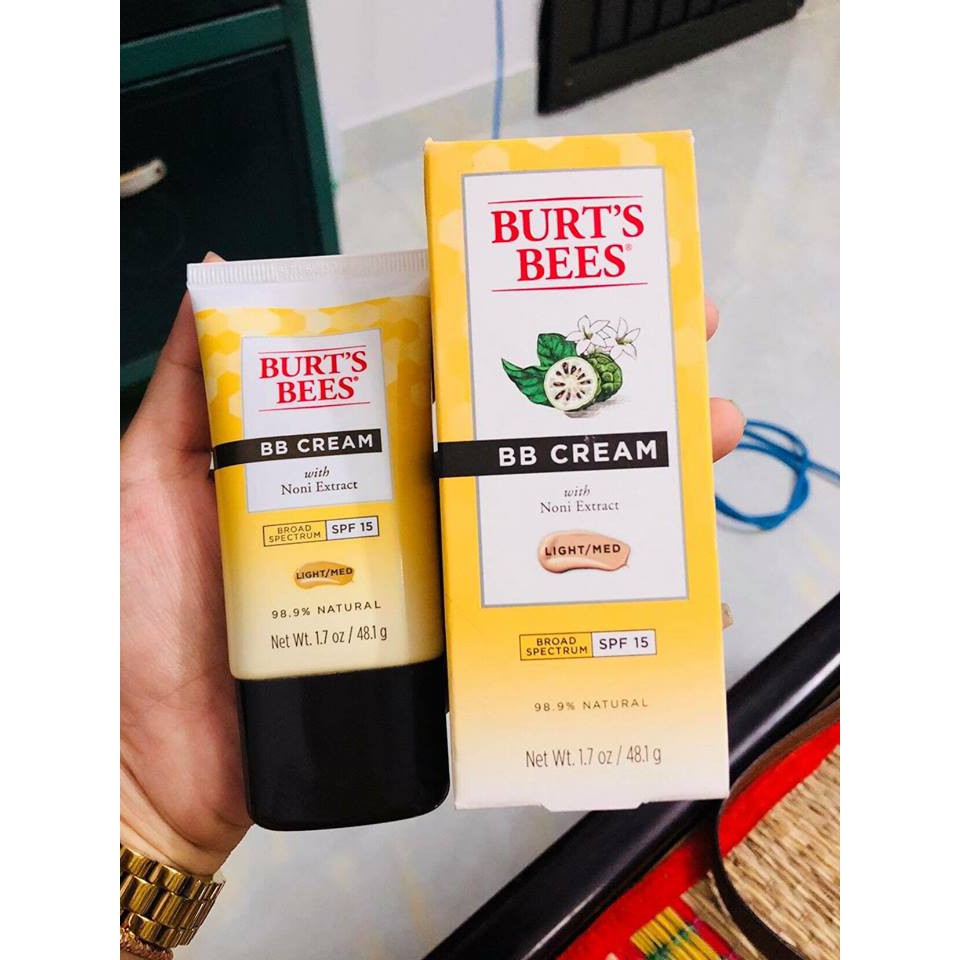 BURT'S
BEES®
BB CREAM
with
Noni Extract
BROAD
SPECTRUM
SPF 15
LIGHT/MED
98.9% NATURAL
Net Wt. 1.7 oz / 48.1 g
BURT'S
BEES®
BB CREAM
with
Noni Extract
LIGHT/MED
BROAD
SPECTRUM
SPF 15
98.9% NATURAL
Net Wt. 1.7 oz / 48.1 g